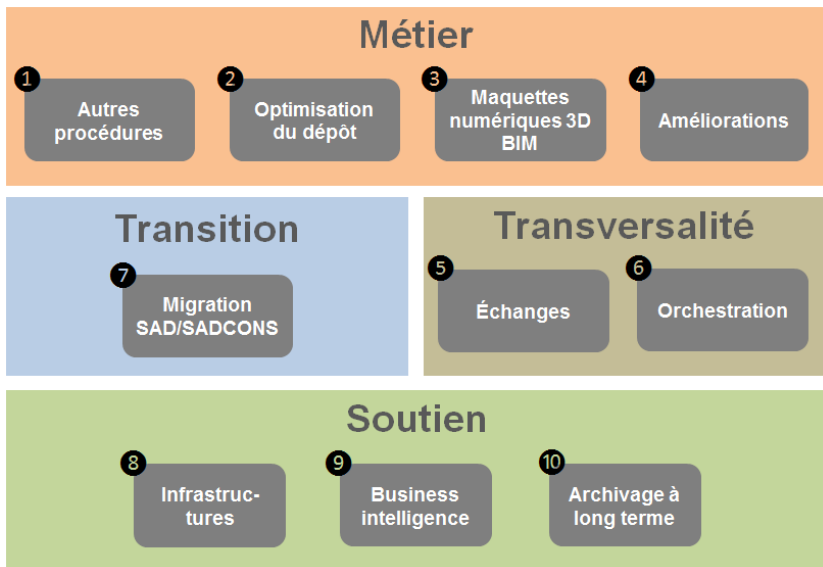 Métier
1
Autres
procédures
2
Optimisation
du dépôt
3
Maquettes
numériques 3D
BIM
4
Améliorations
Transition
7
Migration
SAD/SADCONS
Transversalité
5
Échanges
6
Orchestration
Soutien
8
Infrastruc-
tures
9
Business
intelligence
10
Archivage à
long terme